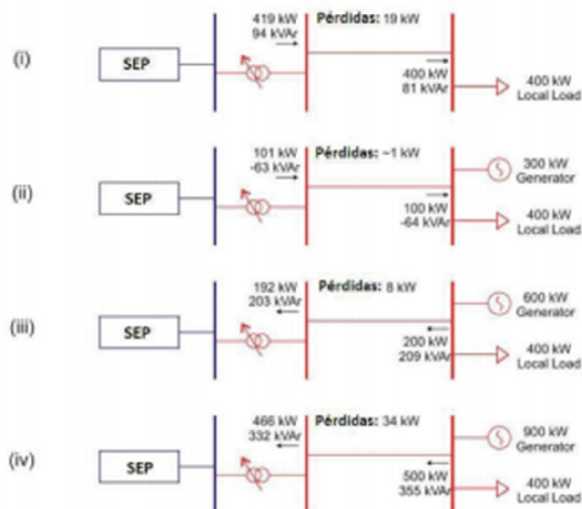 (i)
SEP
419 kW
94 kVAr
Pérdidas: 19 kW
400 kW
81 kVAr
400 kW
Local Load
(ii)
SEP
101 kW
-63 kVAr
Pérdidas: ~1 kW
100 kW
-64 kVAr
300 kW
Generator
400 kW
Local Load
(iii)
SEP
192 kW
203 kVAr
Pérdidas: 8 kW
200 kW
209 kVAr
600 kW
Generator
400 kW
Local Load
(iv)
SEP
466 kW
332 kVAr
Pérdidas: 34 kW
500 kW
355 kVAr
900 kW
Generator
400 kW
Local Load